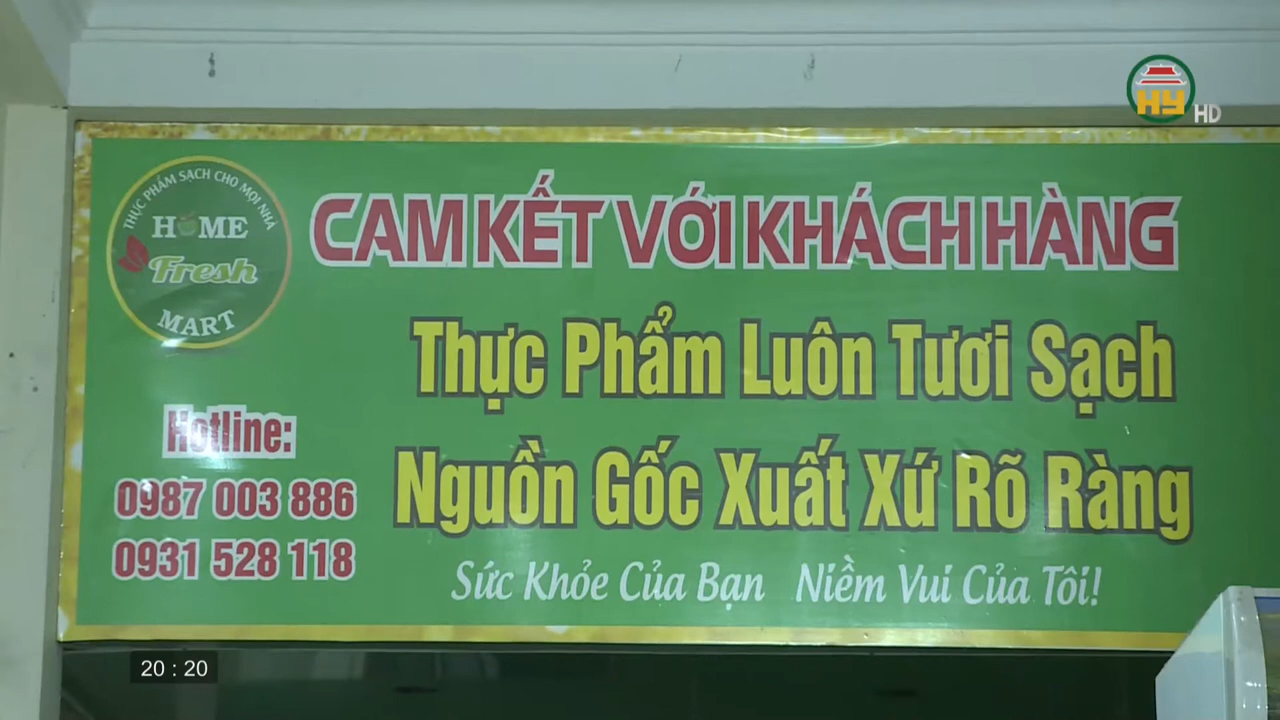 HY HD
THỰC PHẨM SẠCH CHO MỌI NHÀ
HOME
Fresh
MART
CAM KẾT VỚI KHÁCH HÀNG
Thực Phẩm Luôn Tươi Sạch
Nguồn Gốc Xuất Xứ Rõ Ràng
Sức Khỏe Của Bạn Niềm Vui Của Tôi!
Hotline:
0987 003 886
0931 528 118
20 : 20